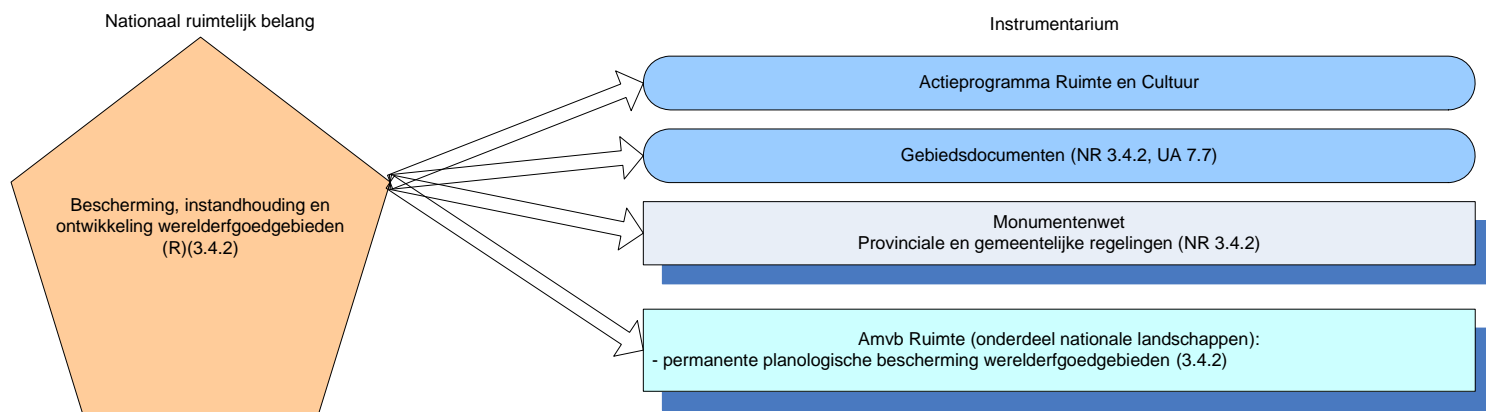 Nationaal ruimtelijk belang
Instrumentarium
Bescherming, instandhouding en
ontwikkeling werelderfgoedgebieden
(R)(3.4.2)
Actieprogramma Ruimte en Cultuur
Gebiedsdocumenten (NR 3.4.2, UA 7.7)
Monumentenwet
Provinciale en gemeentelijke regelingen (NR 3.4.2)
Amvb Ruimte (onderdeel nationale landschappen):
- permanente planologische bescherming werelderfgoedgebieden (3.4.2)